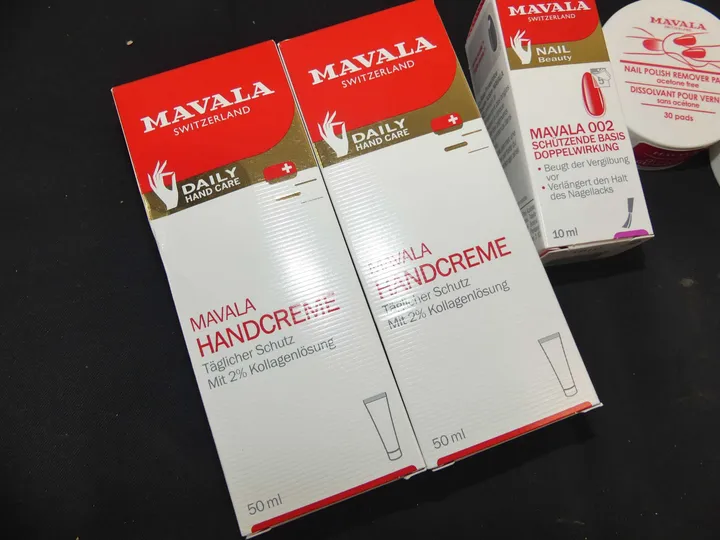 MAVALA
SWITZERLAND
DAILY
HAND CARE
MAVALA
HANDCREME
Täglicher Schutz
Mit 2% Kollagenlösung
50 ml
MAVALA
SWITZERLAND
DAILY
HAND CARE
MAVALA
HANDCREME
Täglicher Schutz
Mit 2% Kollagenlösung
50 ml
MAVALA
SWITZERLAND
NAIL
Beauty
MAVALA 002
SCHÜTZENDE BASIS
DOPPELWIRKUNG
• Beugt der Vergilbung
vor
• Verlängert den Halt
des Nagellacks
10 ml
MAVALA
NAIL POLISH REMOVER PA
acetone free
DISSOLVANT POUR VERN
sans acétone
30 pads